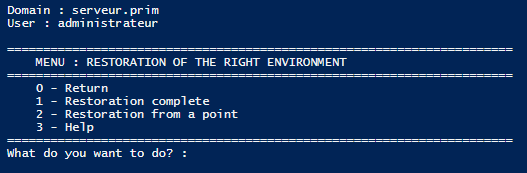 Domain : serveur.prim
User : administrateur
======================================================================
MENU : RESTORATION OF THE RIGHT ENVIRONMENT
======================================================================
0 - Return
1 - Restoration complete
2 - Restoration from a point
3 - Help
======================================================================
What do you want to do? :